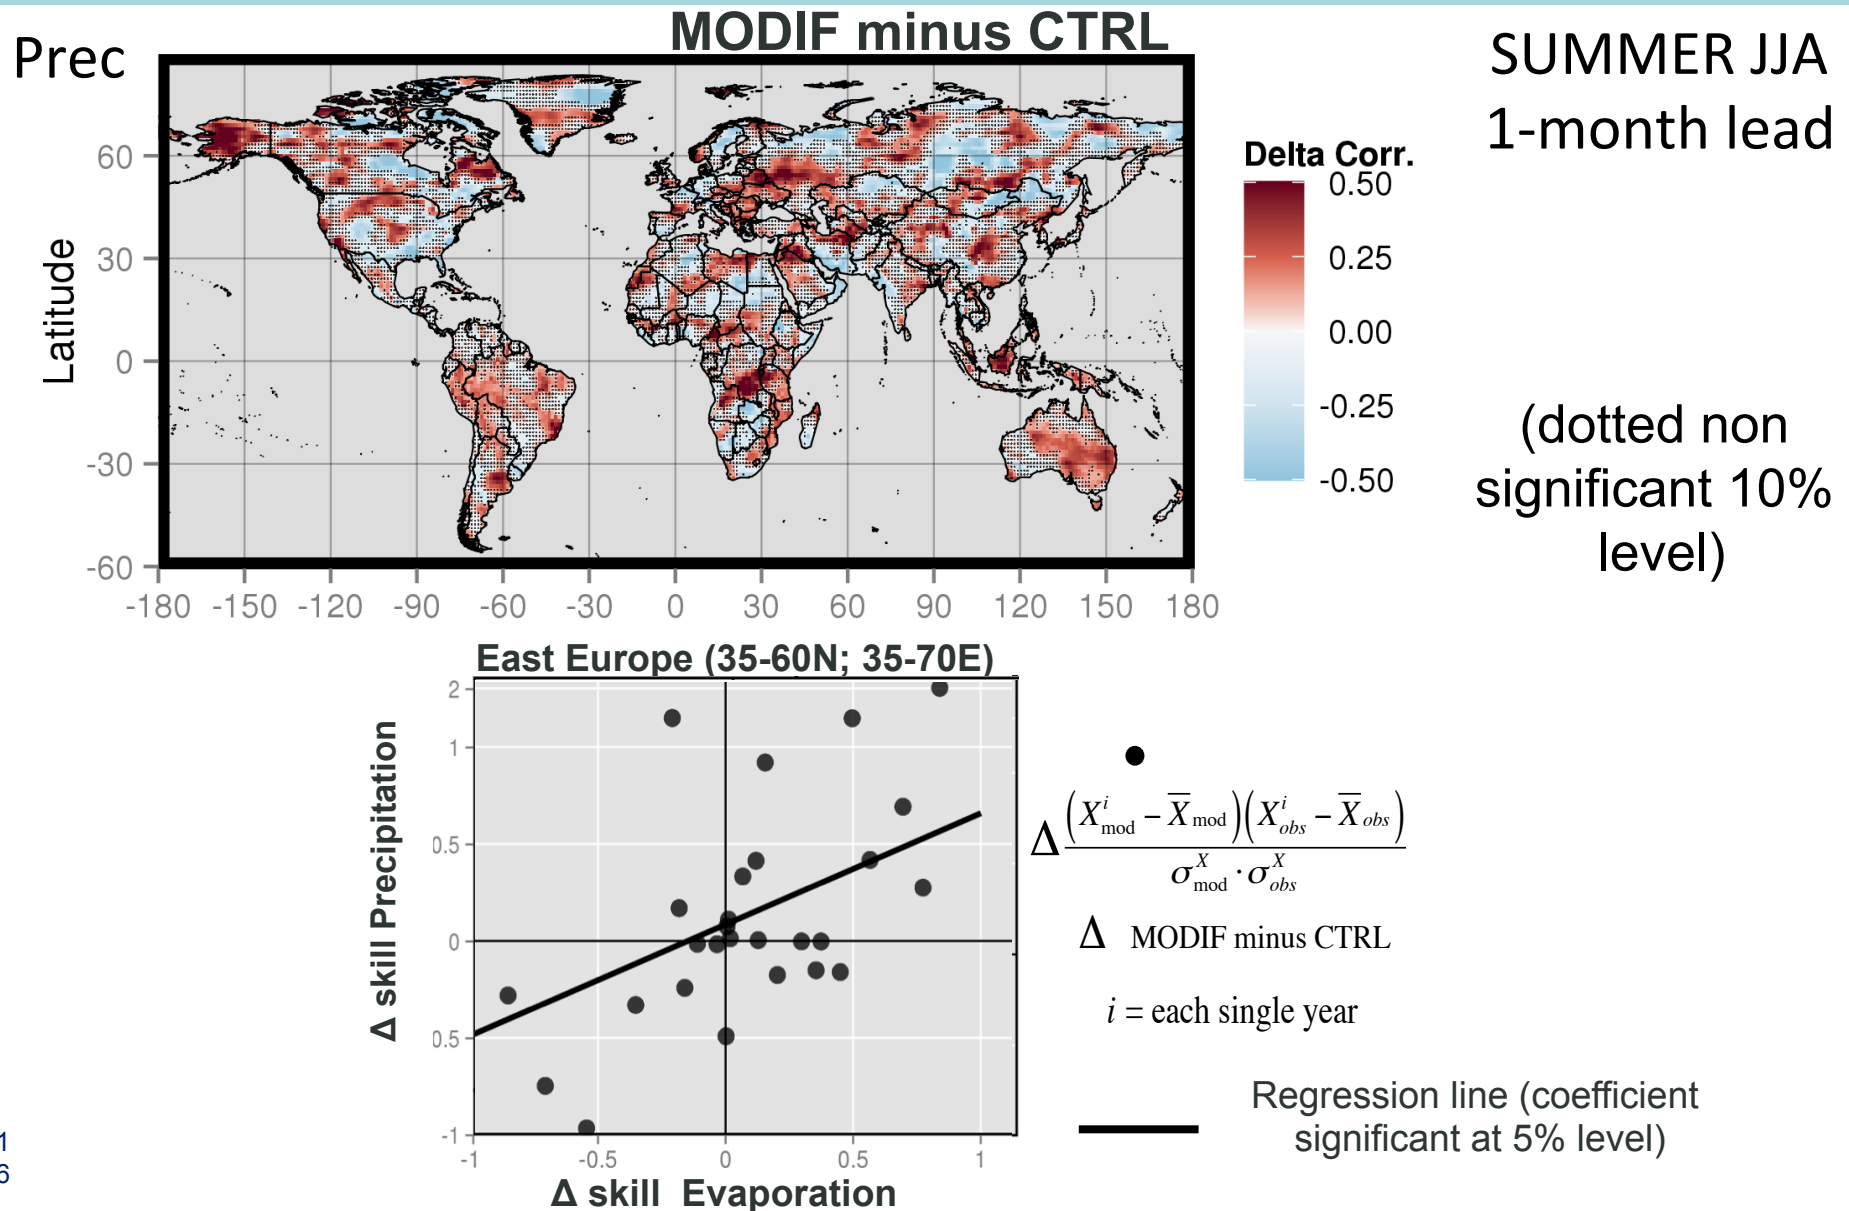 MODIF minus CTRL
Prec
SUMMER JJA
1-month lead
Delta Corr.
0.50
0.25
0.00
-0.25
-0.50
(dotted non
significant 10%
level)
Latitude
60
30
0
-30
-60
-180 -150 -120 -90 -60 -30 0 30 60 90 120 150 180
East Europe (35-60N; 35-70E)
Δ skill Precipitation
2
1
0.5
0
0.5
-1
-1 -0.5 0 0.5 1
Δ skill Evaporation
•
Δ (X^i_mod − X̅_mod)(X^i_obs − X̅_obs)
σ^X_mod · σ^X_obs
Δ MODIF minus CTRL
i = each single year
Regression line (coefficient
significant at 5% level)
1
6